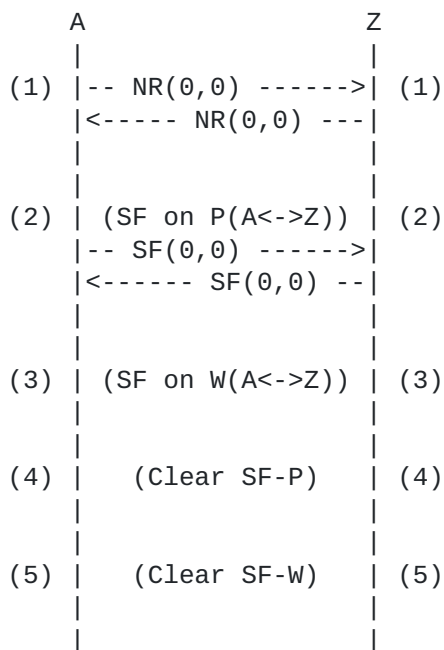 A                  Z
    |                  |
(1) |-- NR(0,0) ------>| (1)
    |<----- NR(0,0) ---|
    |                  |
    |                  |
(2) | (SF on P(A<->Z)) | (2)
    |-- SF(0,0) ------>|
    |<------ SF(0,0) --|
    |                  |
    |                  |
(3) | (SF on W(A<->Z)) | (3)
    |                  |
    |                  |
(4) |   (Clear SF-P)   | (4)
    |                  |
    |                  |
(5) |   (Clear SF-W)   | (5)
    |                  |
    |                  |